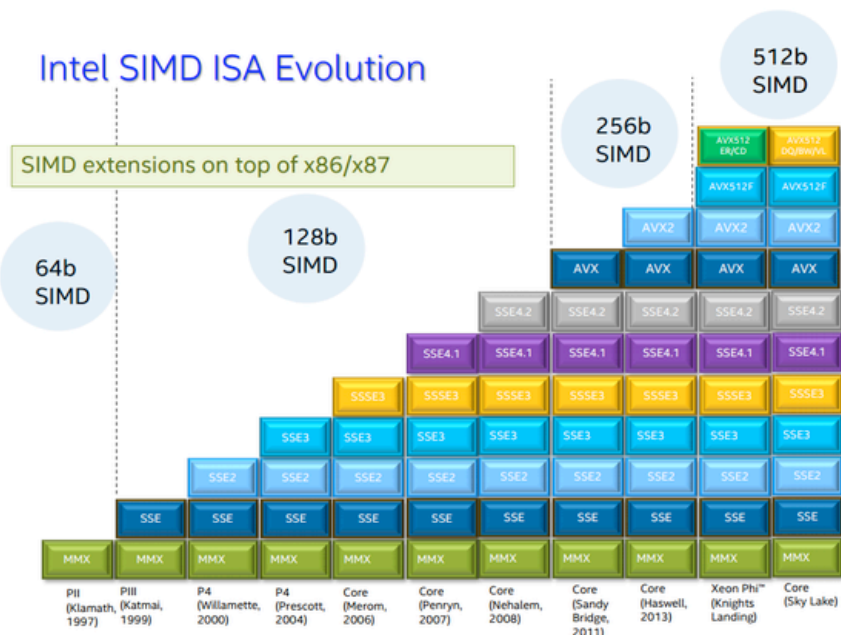 Intel SIMD ISA Evolution
512b
SIMD
256b
SIMD
SIMD extensions on top of x86/x87
128b
SIMD
64b
SIMD
AVX512 AVX512
ER/CD DQ/BW/VL
AVX512F AVX512F
AVX2 AVX2 AVX2
AVX AVX AVX AVX
SSE4.2 SSE4.2 SSE4.2 SSE4.2 SSE4.2
SSE4.1 SSE4.1 SSE4.1 SSE4.1 SSE4.1 SSE4.1
SSSE3 SSSE3 SSSE3 SSSE3 SSSE3 SSSE3 SSSE3
SSE3 SSE3 SSE3 SSE3 SSE3 SSE3 SSE3 SSE3
SSE2 SSE2 SSE2 SSE2 SSE2 SSE2 SSE2 SSE2 SSE2
SSE SSE SSE SSE SSE SSE SSE SSE SSE SSE
MMX MMX MMX MMX MMX MMX MMX MMX MMX MMX MMX
PII
(Klamath,
1997)
PIII
(Katmai,
1999)
P4
(Willamette,
2000)
P4
(Prescott,
2004)
Core
(Merom,
2006)
Core
(Penryn,
2007)
Core
(Nehalem,
2008)
Core
(Sandy
Bridge,
2011)
Core
(Haswell,
2013)
Xeon Phi™
(Knights
Landing)
Core
(Sky Lake)